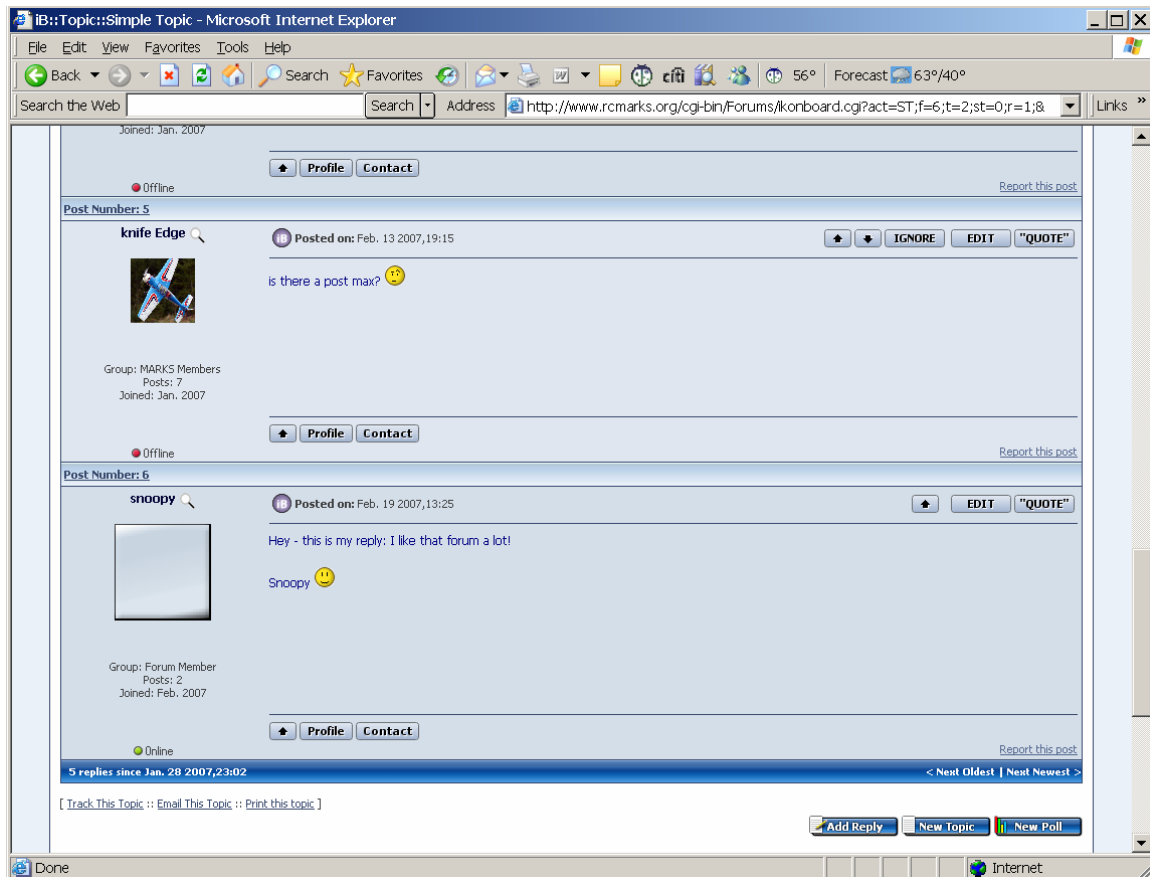 iB::Topic::Simple Topic - Microsoft Internet Explorer
File Edit View Favorites Tools Help
Back Search Favorites citi 56° Forecast 63°/40°
Search the Web Search Address http://www.rcmarks.org/cgi-bin/Forums/ikonboard.cgi?act=ST;f=6;t=2;st=0;r=1;& Links »
Joined: Jan. 2007
Profile Contact
Offline Report this post
Post Number: 5
knife Edge iB Posted on: Feb. 13 2007,19:15 IGNORE EDIT "QUOTE"
is there a post max?
Group: MARKS Members
Posts: 7
Joined: Jan. 2007
Profile Contact
Offline Report this post
Post Number: 6
snoopy iB Posted on: Feb. 19 2007,13:25 EDIT "QUOTE"
Hey - this is my reply: I like that forum a lot!
Snoopy
Group: Forum Member
Posts: 2
Joined: Feb. 2007
Profile Contact
Online Report this post
5 replies since Jan. 28 2007,23:02 < Next Oldest | Next Newest >
[ Track This Topic :: Email This Topic :: Print this topic ]
Add Reply New Topic New Poll
Done Internet